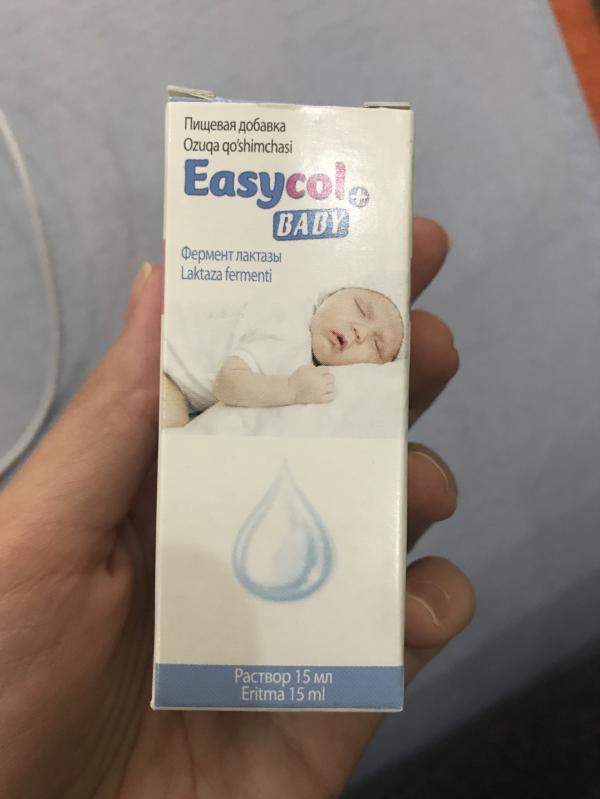 Пищевая добавка
Ozuqa qo'shimchasi
Easycol+
BABY
Фермент лактазы
Laktaza fermenti
Раствор 15 мл
Eritma 15 ml